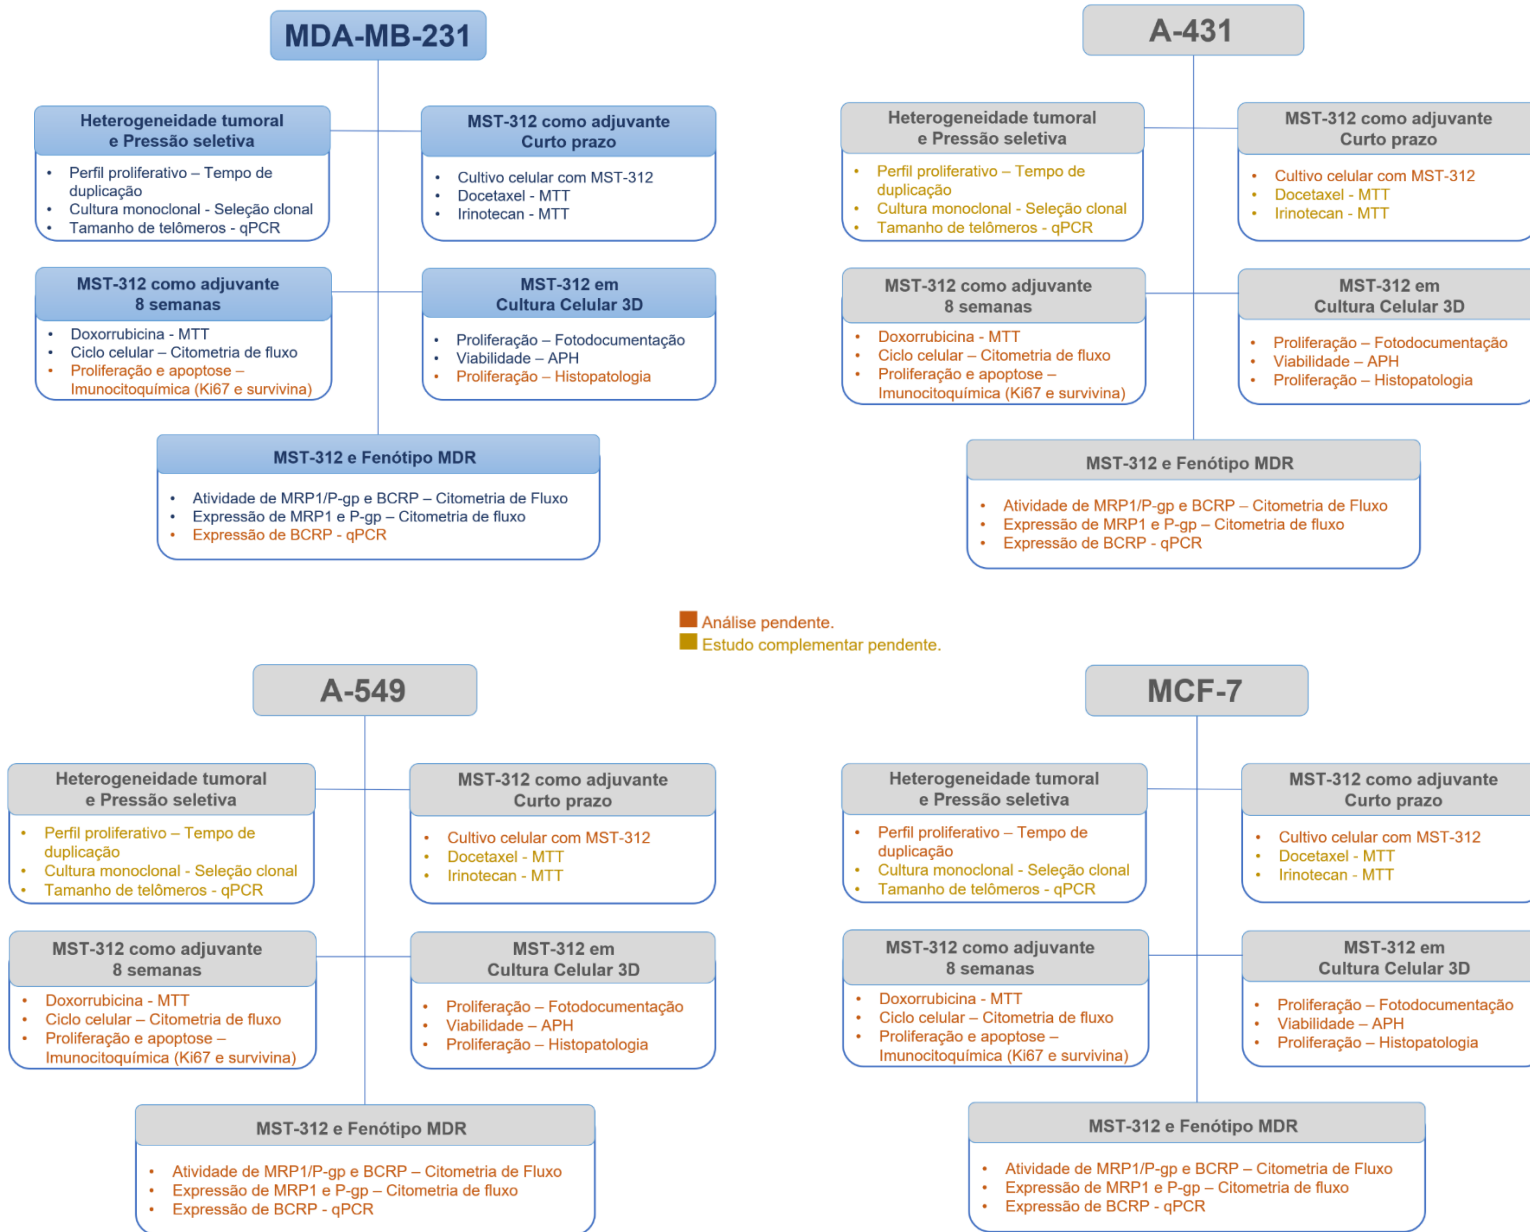 MDA-MB-231
Heterogeneidade tumoral
e Pressão seletiva
• Perfil proliferativo – Tempo de
duplicação
• Cultura monoclonal - Seleção clonal
• Tamanho de telômeros - qPCR
MST-312 como adjuvante
Curto prazo
• Cultivo celular com MST-312
• Docetaxel - MTT
• Irinotecan - MTT
MST-312 como adjuvante
8 semanas
• Doxorrubicina - MTT
• Ciclo celular – Citometria de fluxo
• Proliferação e apoptose –
Imunocitoquímica (Ki67 e survivina)
MST-312 em
Cultura Celular 3D
• Proliferação – Fotodocumentação
• Viabilidade – APH
• Proliferação – Histopatologia
MST-312 e Fenótipo MDR
• Atividade de MRP1/P-gp e BCRP – Citometria de Fluxo
• Expressão de MRP1 e P-gp – Citometria de fluxo
• Expressão de BCRP - qPCR
A-431
Heterogeneidade tumoral
e Pressão seletiva
• Perfil proliferativo – Tempo de
duplicação
• Cultura monoclonal - Seleção clonal
• Tamanho de telômeros - qPCR
MST-312 como adjuvante
Curto prazo
• Cultivo celular com MST-312
• Docetaxel - MTT
• Irinotecan - MTT
MST-312 como adjuvante
8 semanas
• Doxorrubicina - MTT
• Ciclo celular – Citometria de fluxo
• Proliferação e apoptose –
Imunocitoquímica (Ki67 e survivina)
MST-312 em
Cultura Celular 3D
• Proliferação – Fotodocumentação
• Viabilidade – APH
• Proliferação – Histopatologia
MST-312 e Fenótipo MDR
• Atividade de MRP1/P-gp e BCRP – Citometria de Fluxo
• Expressão de MRP1 e P-gp – Citometria de fluxo
• Expressão de BCRP - qPCR
Análise pendente.
Estudo complementar pendente.
A-549
Heterogeneidade tumoral
e Pressão seletiva
• Perfil proliferativo – Tempo de
duplicação
• Cultura monoclonal - Seleção clonal
• Tamanho de telômeros - qPCR
MST-312 como adjuvante
Curto prazo
• Cultivo celular com MST-312
• Docetaxel - MTT
• Irinotecan - MTT
MST-312 como adjuvante
8 semanas
• Doxorrubicina - MTT
• Ciclo celular – Citometria de fluxo
• Proliferação e apoptose –
Imunocitoquímica (Ki67 e survivina)
MST-312 em
Cultura Celular 3D
• Proliferação – Fotodocumentação
• Viabilidade – APH
• Proliferação – Histopatologia
MST-312 e Fenótipo MDR
• Atividade de MRP1/P-gp e BCRP – Citometria de Fluxo
• Expressão de MRP1 e P-gp – Citometria de fluxo
• Expressão de BCRP - qPCR
MCF-7
Heterogeneidade tumoral
e Pressão seletiva
• Perfil proliferativo – Tempo de
duplicação
• Cultura monoclonal - Seleção clonal
• Tamanho de telômeros - qPCR
MST-312 como adjuvante
Curto prazo
• Cultivo celular com MST-312
• Docetaxel - MTT
• Irinotecan - MTT
MST-312 como adjuvante
8 semanas
• Doxorrubicina - MTT
• Ciclo celular – Citometria de fluxo
• Proliferação e apoptose –
Imunocitoquímica (Ki67 e survivina)
MST-312 em
Cultura Celular 3D
• Proliferação – Fotodocumentação
• Viabilidade – APH
• Proliferação – Histopatologia
MST-312 e Fenótipo MDR
• Atividade de MRP1/P-gp e BCRP – Citometria de Fluxo
• Expressão de MRP1 e P-gp – Citometria de fluxo
• Expressão de BCRP - qPCR